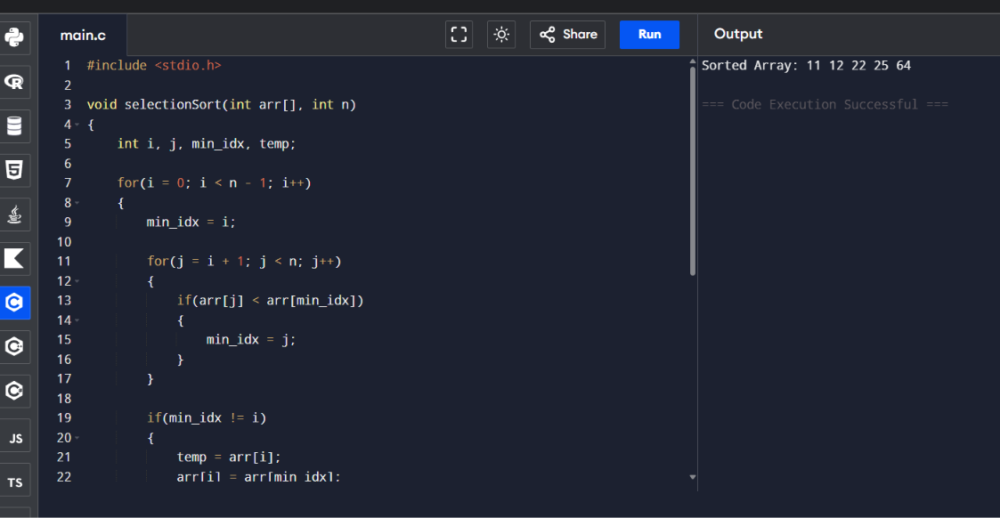 main.c
Share
Run
Output
1 #include <stdio.h>
2
3 void selectionSort(int arr[], int n)
4 {
5     int i, j, min_idx, temp;
6
7     for(i = 0; i < n - 1; i++)
8     {
9         min_idx = i;
10
11         for(j = i + 1; j < n; j++)
12         {
13             if(arr[j] < arr[min_idx])
14             {
15                 min_idx = j;
16             }
17         }
18
19         if(min_idx != i)
20         {
21             temp = arr[i];
22             arr[i] = arr[min_idx];
Sorted Array: 11 12 22 25 64
=== Code Execution Successful ===
R
5
C
C
C
JS
TS